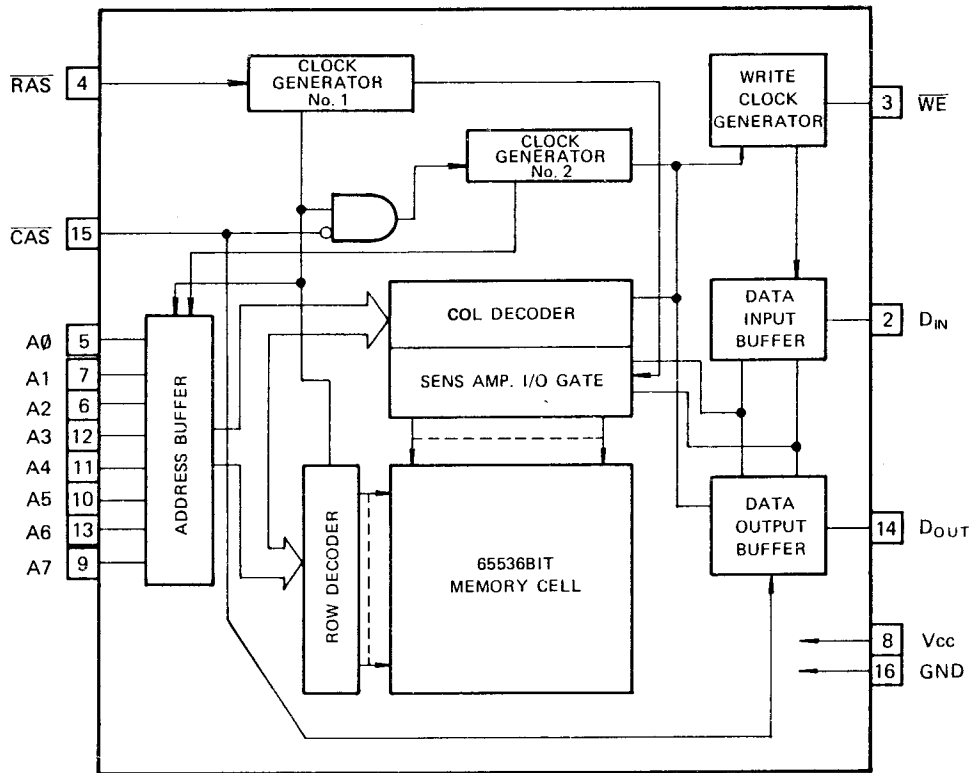 RAS
4
CLOCK
GENERATOR
No. 1
WRITE
CLOCK
GENERATOR
3
WE
CLOCK
GENERATOR
No. 2
CAS
15
COL DECODER
SENS AMP. I/O GATE
DATA
INPUT
BUFFER
2
DIN
A0
5
A1
7
A2
6
A3
12
A4
11
A5
10
A6
13
A7
9
ADDRESS BUFFER
ROW DECODER
65536BIT
MEMORY CELL
DATA
OUTPUT
BUFFER
14
DOUT
8
Vcc
16
GND